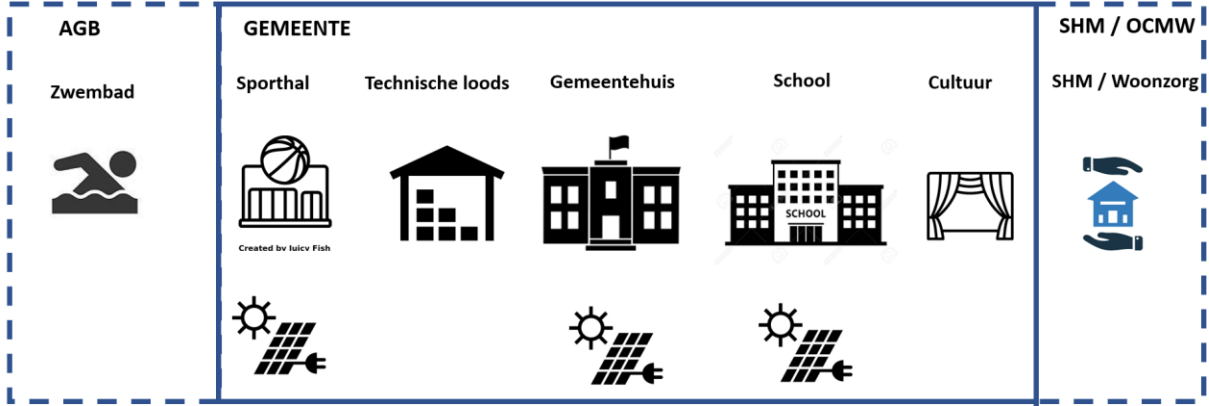 AGB
GEMEENTE
SHM / OCMW
Zwembad
Sporthal
Technische loods
Gemeentehuis
School
Cultuur
SHM / Woonzorg
SCHOOL
Created by Juicy Fish